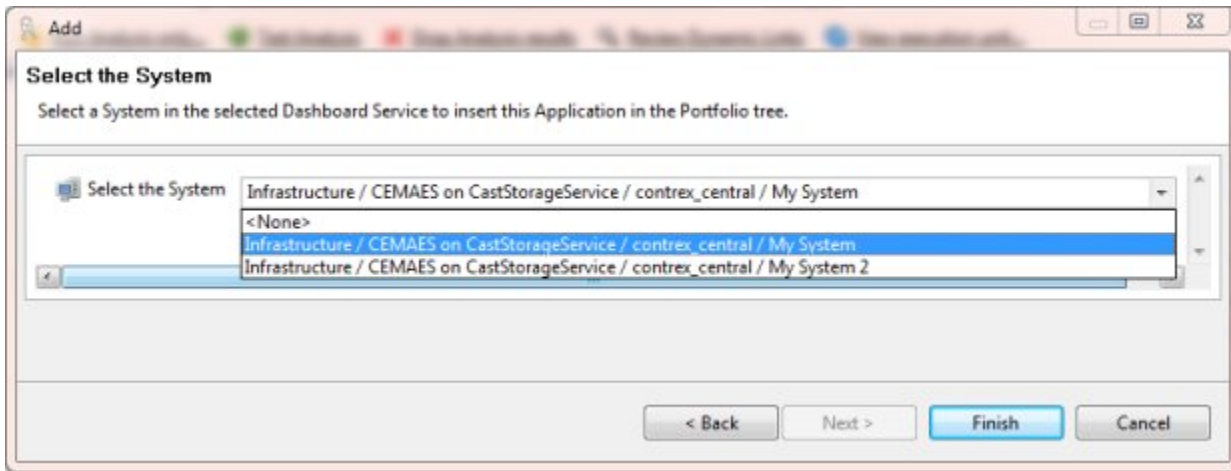 Add
Select the System
Select a System in the selected Dashboard Service to insert this Application in the Portfolio tree.
Select the System Infrastructure / CEMAES on CastStorageService / contrex_central / My System
<None>
Infrastructure / CEMAES on CastStorageService / contrex_central / My System
Infrastructure / CEMAES on CastStorageService / contrex_central / My System 2
< Back Next > Finish Cancel